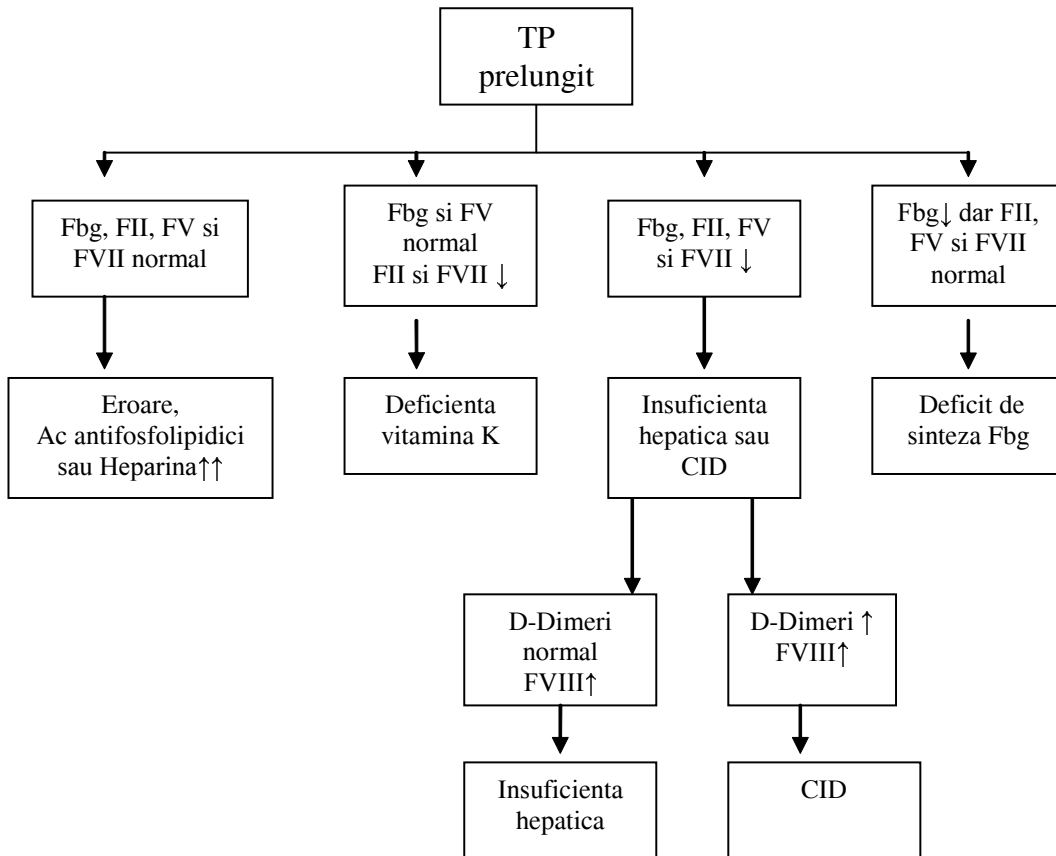 TP
prelungit
Fbg, FII, FV si
FVII normal
Fbg si FV
normal
FII si FVII ↓
Fbg, FII, FV
si FVII ↓
Fbg↓ dar FII,
FV si FVII
normal
Eroare,
Ac antifosfolipidici
sau Heparina↑↑
Deficienta
vitamina K
Insuficienta
hepatica sau
CID
Deficit de
sinteza Fbg
D-Dimeri
normal
FVIII↑
D-Dimeri ↑
FVIII↑
Insuficienta
hepatica
CID